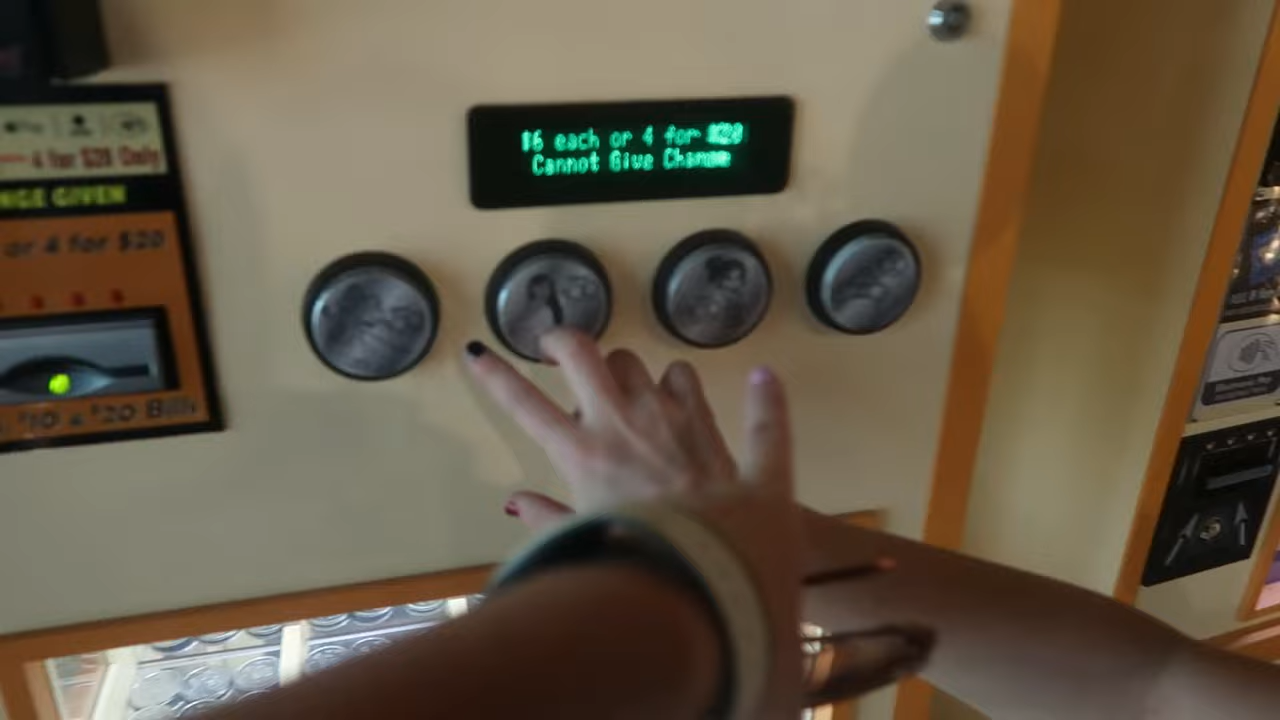 4 for $20 Only
NGE GIVEN
or 4 for $20
$10 & $20 Bills
$6 each or 4 for $20
Cannot Give Change